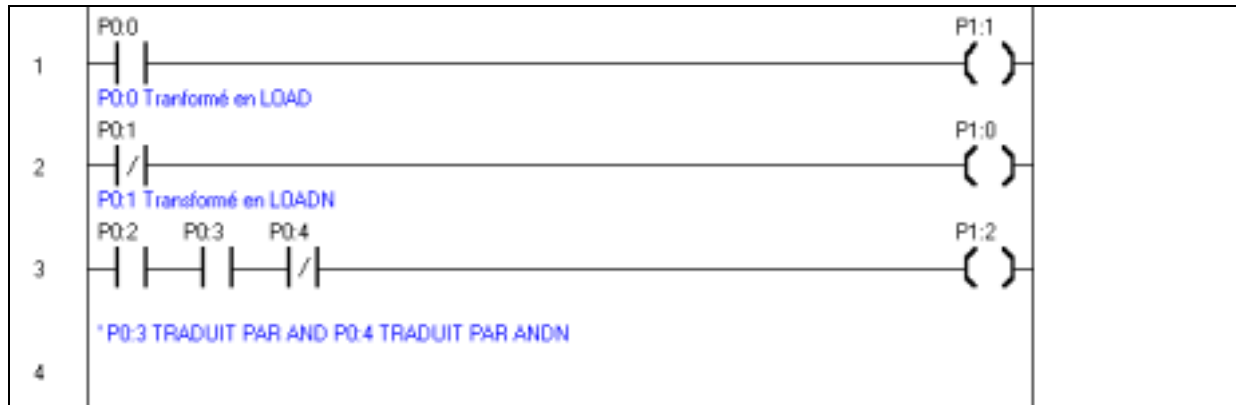 P0:0 P1:1
1
P0:0 Tranformé en LOAD
P0:1 P1:0
2
P0:1 Transformé en LOADN
P0:2 P0:3 P0:4 P1:2
3
' P0:3 TRADUIT PAR AND P0:4 TRADUIT PAR ANDN
4